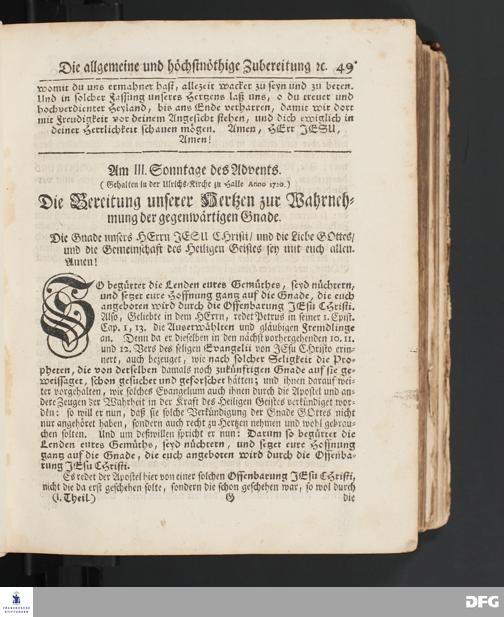 Die allgemeine und höchstnöthige Zubereitung ꝛc. 49
womit du uns ermahnet hast, allezeit wacker zu seyn und zu beten.
Und in solcher Fassung unseres Hertzens laß uns, o du treuer und
hochverdienter Heyland, bis ans Ende verharren, damit wir dort
mit Freudigkeit vor deinem Angesicht stehen, und dich ewiglich in
deiner Herrlichkeit schauen mögen. Amen, HErr JESU,
Amen!
Am III. Sonntage des Advents.
(Gehalten in der Ulrichs-Kirche zu Halle Anno 1720.)
Die Bereitung unserer Hertzen zur Wahrneh-
mung der gegenwärtigen Gnade.
Die Gnade unsers HErrn JESU CHristi/ und die Liebe GOttes/
und die Gemeinschaft des Heiligen Geistes sey mit euch allen.
Amen!
SO begürtet die Lenden eures Gemüthes, seyd nüchtern,
und setzet eure Hoffnung gantz auf die Gnade, die euch
angeboten wird durch die Offenbarung JEsu CHristi.
Also, Geliebte in dem HErrn, redet Petrus in seiner 1. Epist.
Cap. 1, 13. die Auserwählten und gläubigen Fremdlinge
an. Denn da er dieselben in den nächst vorhergehenden 10. 11.
und 12. Vers des seligen Evangelii von JEsu CHristo erin-
nert, auch bezeuget, wie nach solcher Seligkeit die Pro-
pheten, die von derselben damals noch zukünftigen Gnade auf sie ge-
weissaget, schon gesuchet und geforschet hätten; und ihnen darauf wei-
ter vorgehalten, wie solches Evangelium auch ihnen durch die Apostel und an-
dere Zeugen der Wahrheit in der Kraft des Heiligen Geistes verkündiget wor-
den: so will er nun, daß sie solche Verkündigung der Gnade GOttes nicht
nur angehöret haben, sondern auch recht zu Hertzen nehmen und wohl gebrau-
chen solten. Und um deßwillen spricht er nun: Darum so begürtet die
Lenden eures Gemüths, seyd nüchtern, und setzet eure Hoffnung
gantz auf die Gnade, die euch angeboten wird durch die Offenba-
rung JEsu CHristi.
Es redet der Apostel hier von einer solchen Offenbarung JEsu CHristi,
nicht die da erst geschehen solte, sondern die schon geschehen war, so wol durch
(I. Theil.) G die
FRANCKESCHE
STIFTUNGEN
DFG